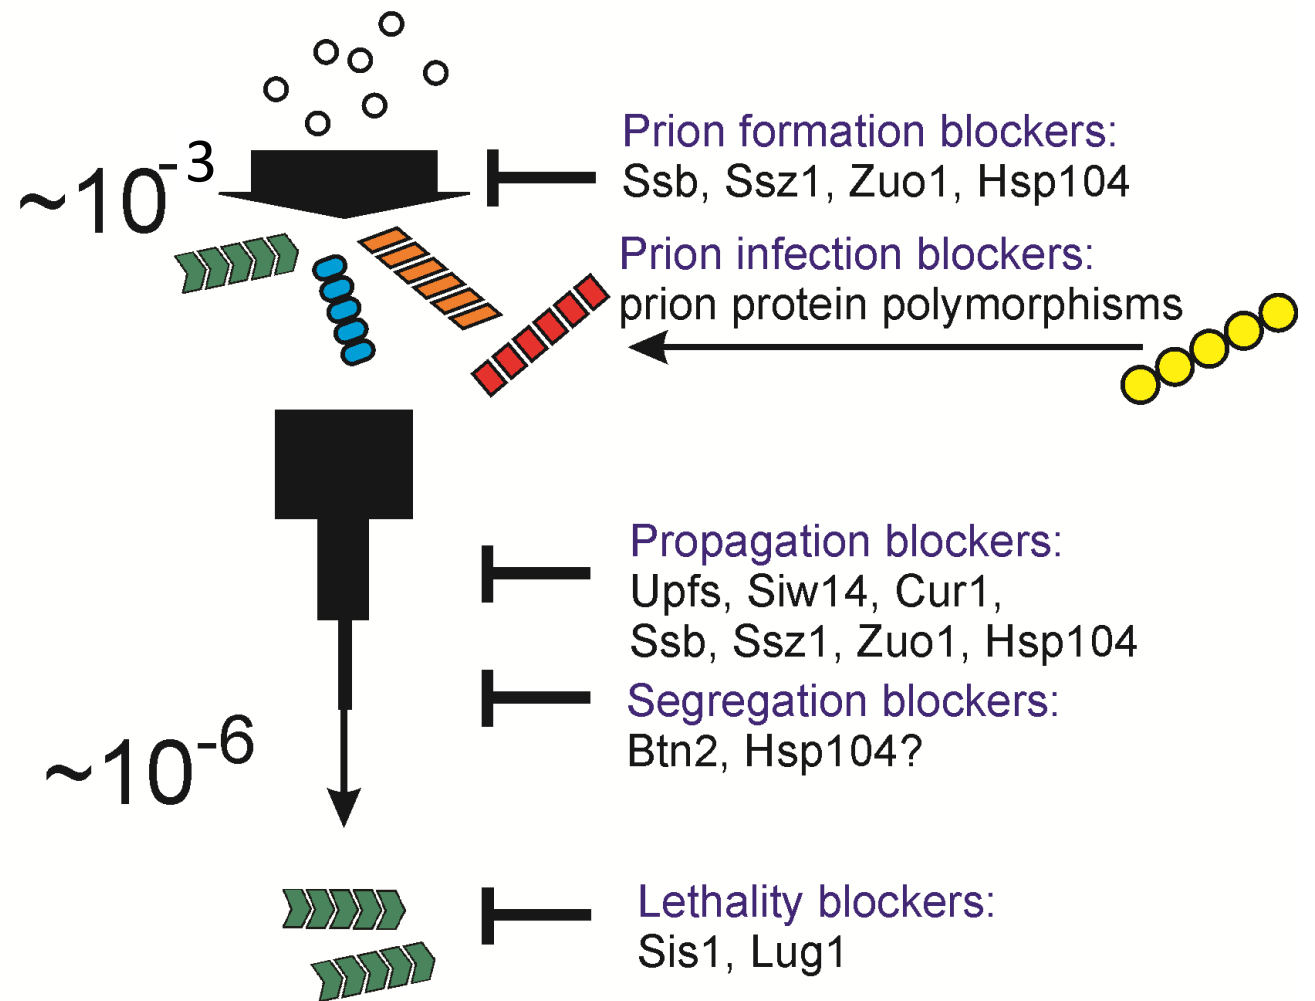 ~10-3
Prion formation blockers:
Ssb, Ssz1, Zuo1, Hsp104
Prion infection blockers:
prion protein polymorphisms
Propagation blockers:
Upfs, Siw14, Cur1,
Ssb, Ssz1, Zuo1, Hsp104
Segregation blockers:
Btn2, Hsp104?
~10-6
Lethality blockers:
Sis1, Lug1